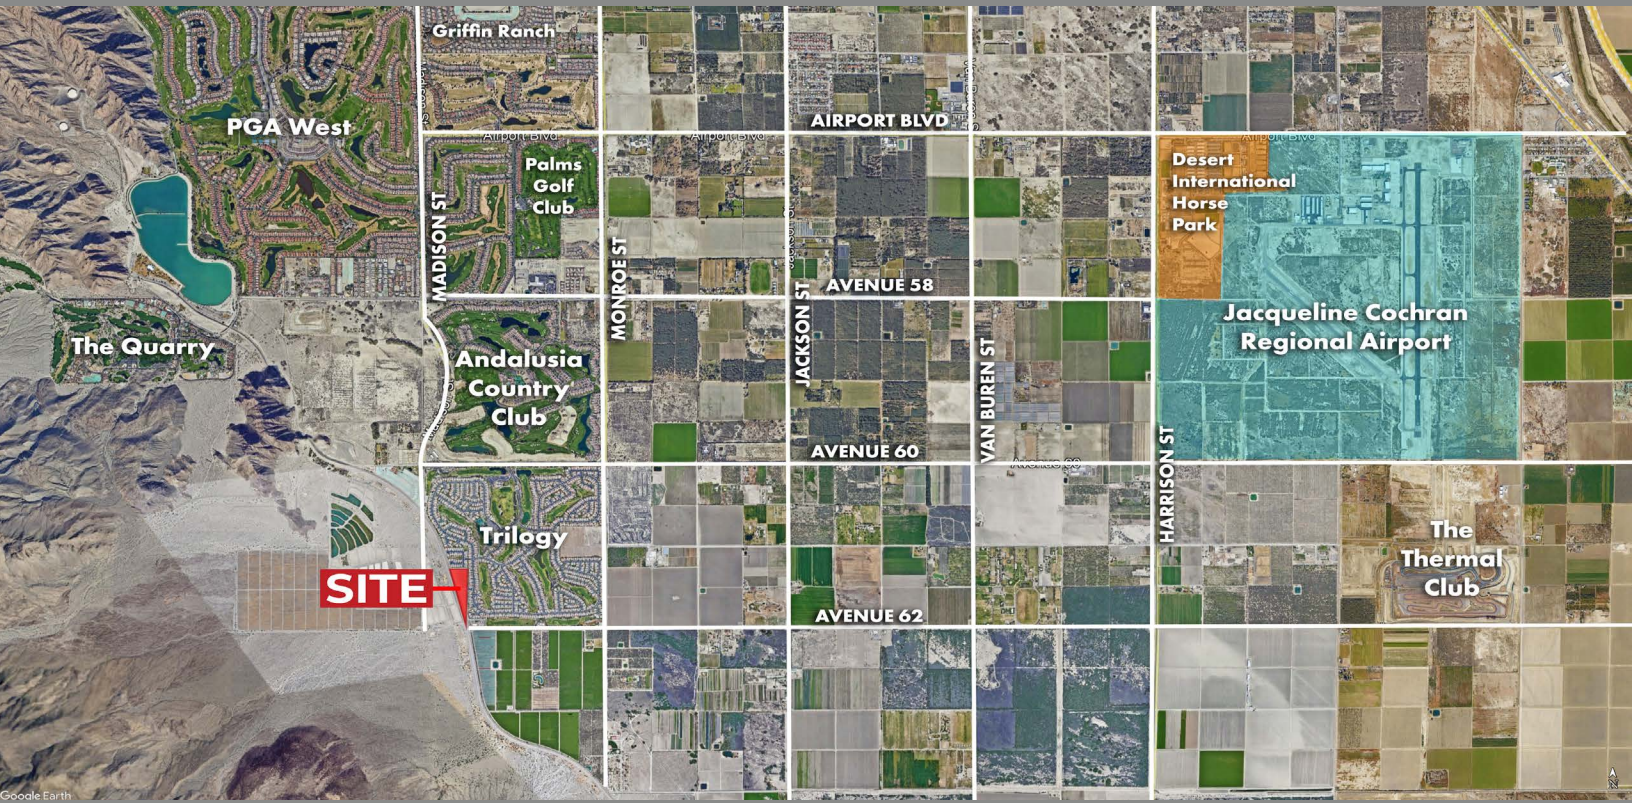 Griffin Ranch
PGA West
AIRPORT BLVD
Airport Blvd
Airport Blvd
Airport Blvd
Palms
Golf
Club
Desert
International
Horse
Park
MADISON ST
MONROE ST
JACKSON ST
AVENUE 58
VAN BUREN ST
HARRISON ST
Jacqueline Cochran
Regional Airport
The Quarry
Andalusia
Country
Club
AVENUE 60
Avenue 60
Trilogy
The
Thermal
Club
SITE
AVENUE 62
Google Earth
N